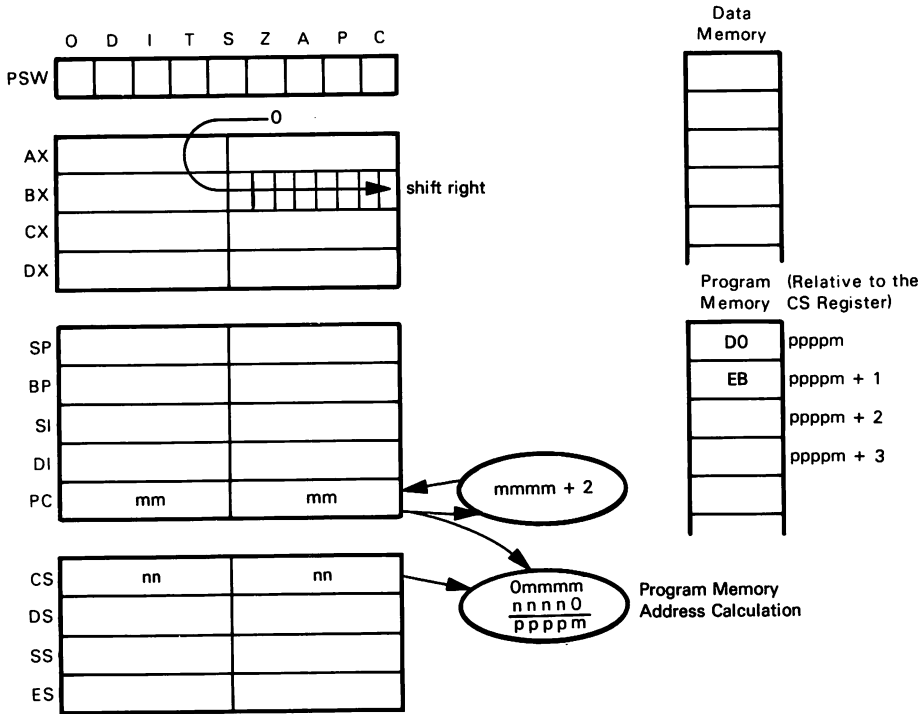 O D I T S Z A P C
PSW
0
AX
BX
shift right
CX
DX
SP
BP
SI
DI
PC mm mm
mmmm + 2
CS nn nn
DS
SS
ES
0mmmm
nnnn0
ppppm
Program Memory
Address Calculation
Data
Memory
Program
Memory
(Relative to the
CS Register)
D0 ppppm
EB ppppm + 1
ppppm + 2
ppppm + 3